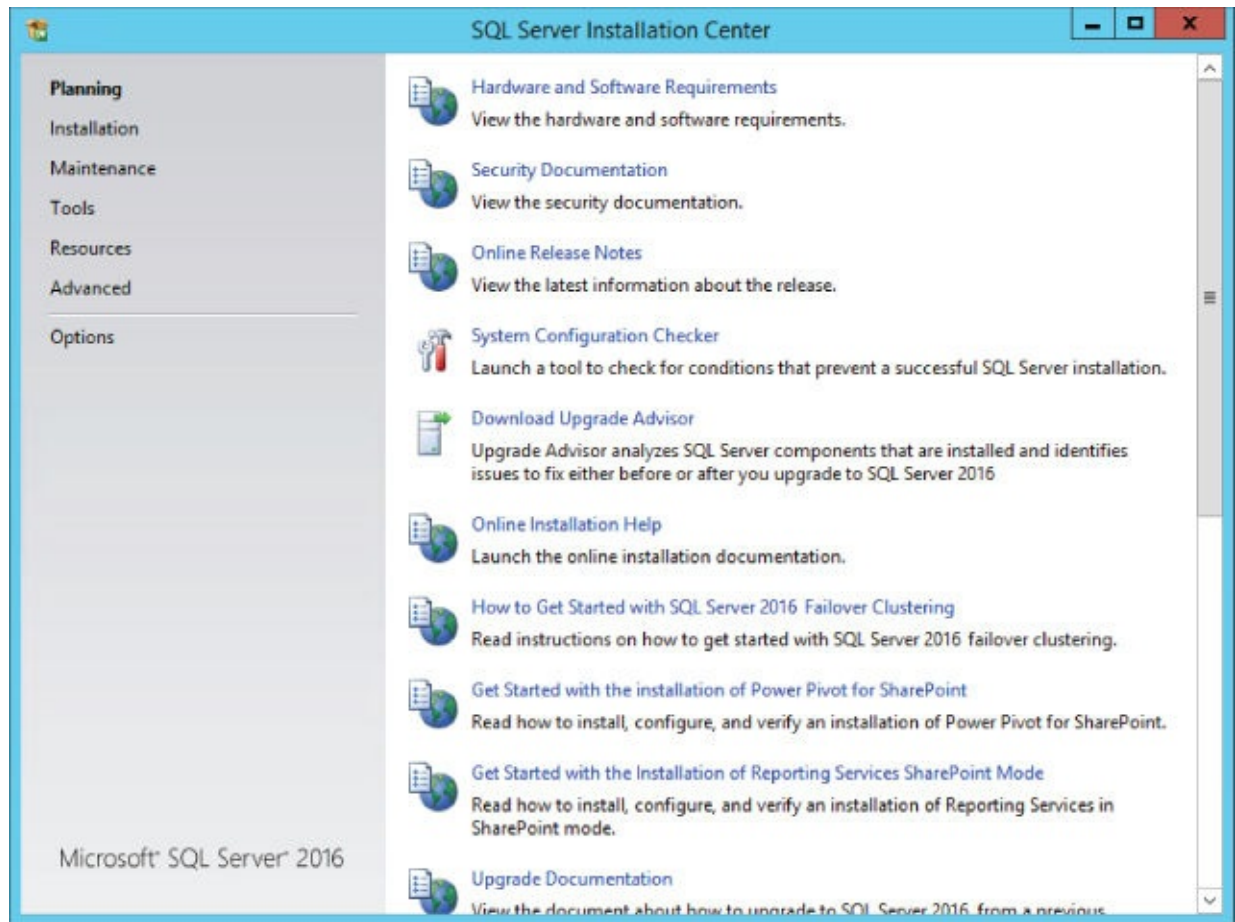 SQL Server Installation Center
Planning
Installation
Maintenance
Tools
Resources
Advanced
Options
Microsoft® SQL Server® 2016
Hardware and Software Requirements
View the hardware and software requirements.
Security Documentation
View the security documentation.
Online Release Notes
View the latest information about the release.
System Configuration Checker
Launch a tool to check for conditions that prevent a successful SQL Server installation.
Download Upgrade Advisor
Upgrade Advisor analyzes SQL Server components that are installed and identifies
issues to fix either before or after you upgrade to SQL Server 2016
Online Installation Help
Launch the online installation documentation.
How to Get Started with SQL Server 2016 Failover Clustering
Read instructions on how to get started with SQL Server 2016 failover clustering.
Get Started with the installation of Power Pivot for SharePoint
Read how to install, configure, and verify an installation of Power Pivot for SharePoint.
Get Started with the Installation of Reporting Services SharePoint Mode
Read how to install, configure, and verify an installation of Reporting Services in
SharePoint mode.
Upgrade Documentation
View the document about how to upgrade to SQL Server 2016 from a previous